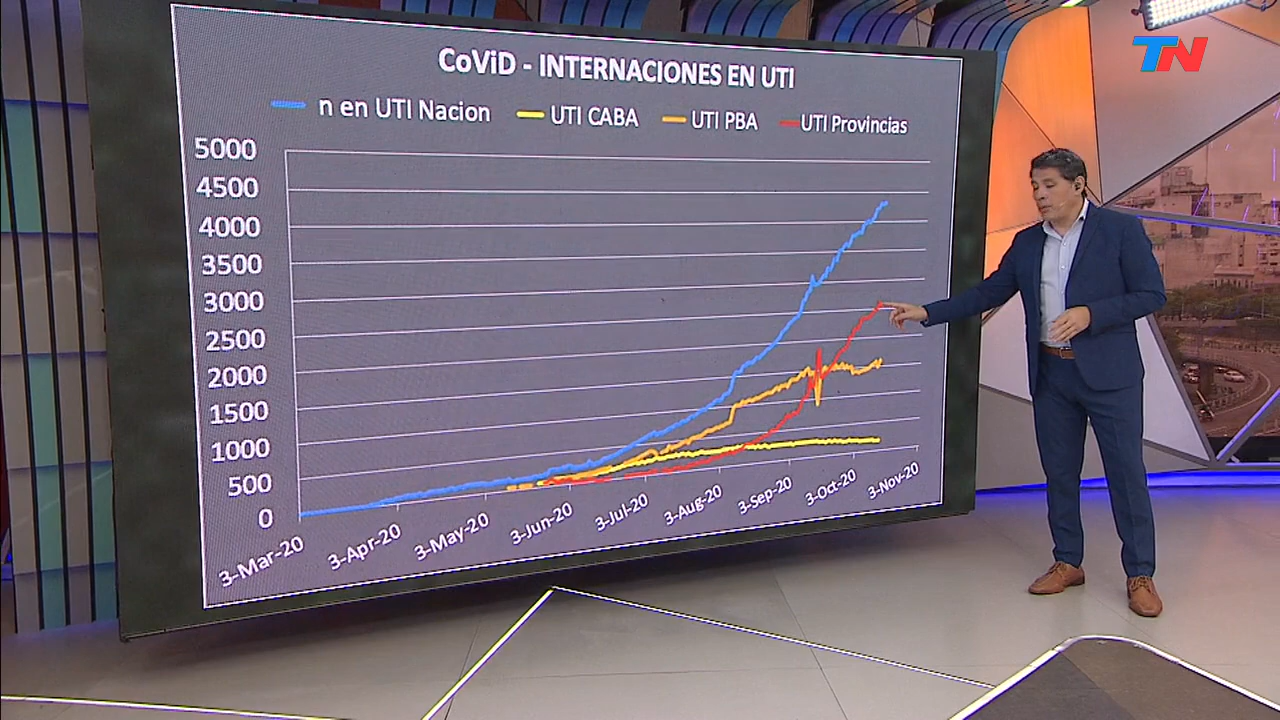 TN
CoViD - INTERNACIONES EN UTI
n en UTI Nacion UTI CABA UTI PBA UTI Provincias
5000
4500
4000
3500
3000
2500
2000
1500
1000
500
0
3-Mar-20 3-Apr-20 3-May-20 3-Jun-20 3-Jul-20 3-Aug-20 3-Sep-20 3-Oct-20 3-Nov-20